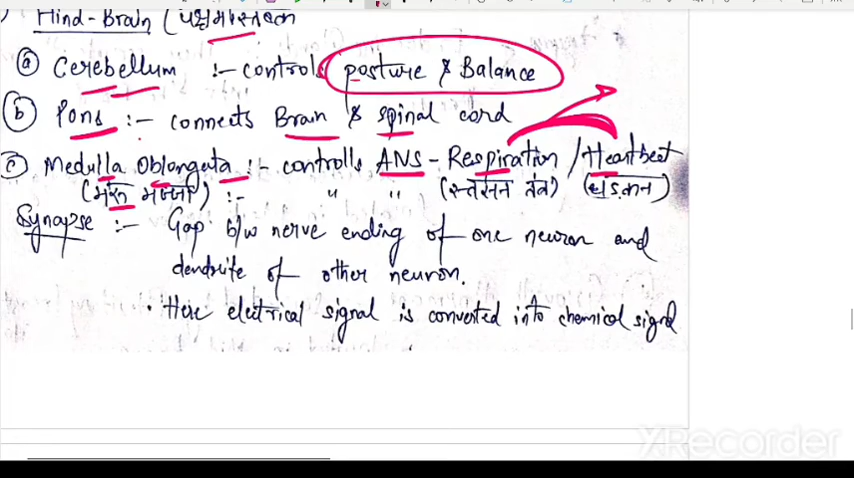 Hind-Brain (पश्चमस्तिष्क
ⓐ Cerebellum :- controls posture & Balance
ⓑ Pons :- connects Brain & spinal cord
ⓒ Medulla Oblongata :- controlls ANS - Respiration / Heartbeat
:- " " (धड़कन)
Synapse :- Gap b/w nerve ending of one neuron and
dendrite of other neuron.
• Here electrical signal is converted into chemical signal
XRecorder